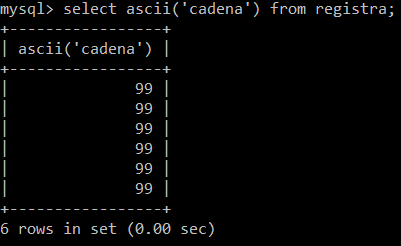 mysql> select ascii('cadena') from registra;
+-----------------+
| ascii('cadena') |
+-----------------+
|              99 |
|              99 |
|              99 |
|              99 |
|              99 |
|              99 |
+-----------------+
6 rows in set (0.00 sec)